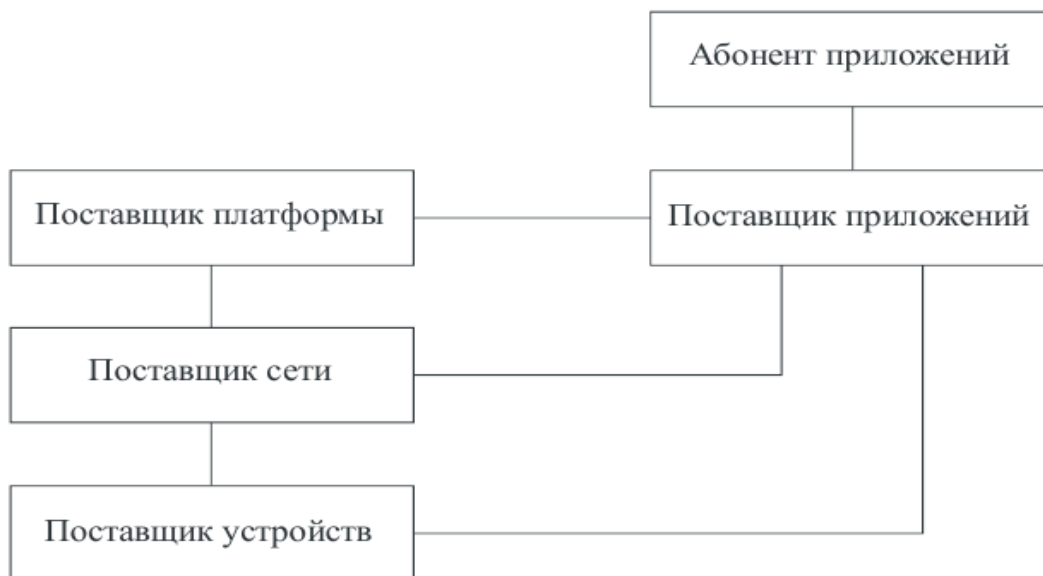 Абонент приложений
Поставщик платформы
Поставщик приложений
Поставщик сети
Поставщик устройств